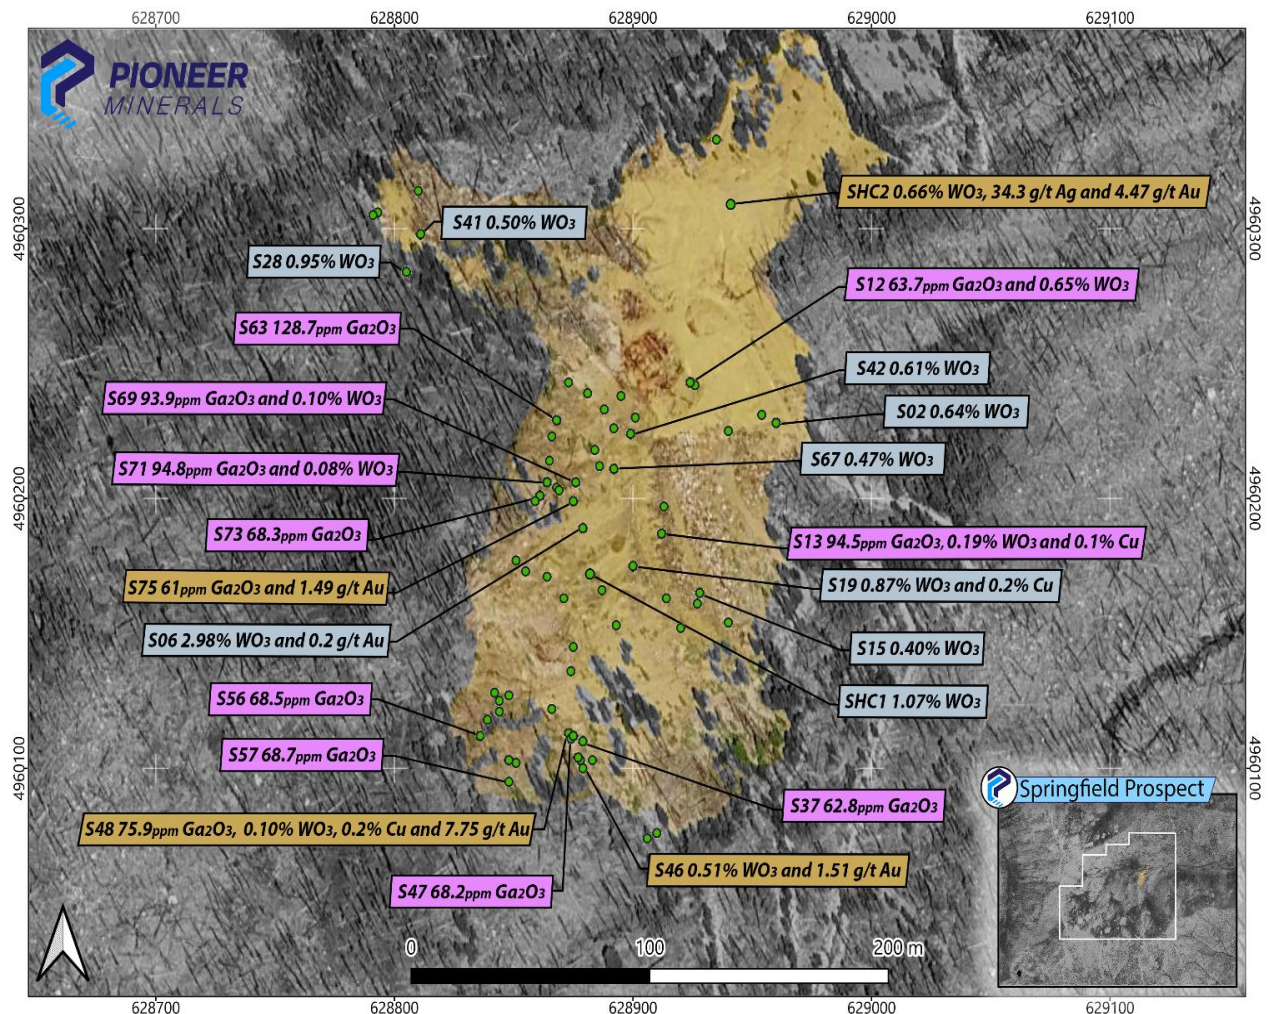 628700 628800 628900 629000 629100
PIONEER
MINERALS
SHC2 0.66% WO3, 34.3 g/t Ag and 4.47 g/t Au
4960300
4960300
S41 0.50% WO3
S28 0.95% WO3
S12 63.7ppm Ga2O3 and 0.65% WO3
S63 128.7ppm Ga2O3
S42 0.61% WO3
S69 93.9ppm Ga2O3 and 0.10% WO3
S02 0.64% WO3
S71 94.8ppm Ga2O3 and 0.08% WO3
S67 0.47% WO3
4960200
4960200
S73 68.3ppm Ga2O3
S13 94.5ppm Ga2O3, 0.19% WO3 and 0.1% Cu
S75 61ppm Ga2O3 and 1.49 g/t Au
S19 0.87% WO3 and 0.2% Cu
S06 2.98% WO3 and 0.2 g/t Au
S15 0.40% WO3
S56 68.5ppm Ga2O3
SHC1 1.07% WO3
S57 68.7ppm Ga2O3
4960100
4960100
Springfield Prospect
S37 62.8ppm Ga2O3
S48 75.9ppm Ga2O3, 0.10% WO3, 0.2% Cu and 7.75 g/t Au
S46 0.51% WO3 and 1.51 g/t Au
S47 68.2ppm Ga2O3
0 100 200 m
628700 628800 628900 629000 629100